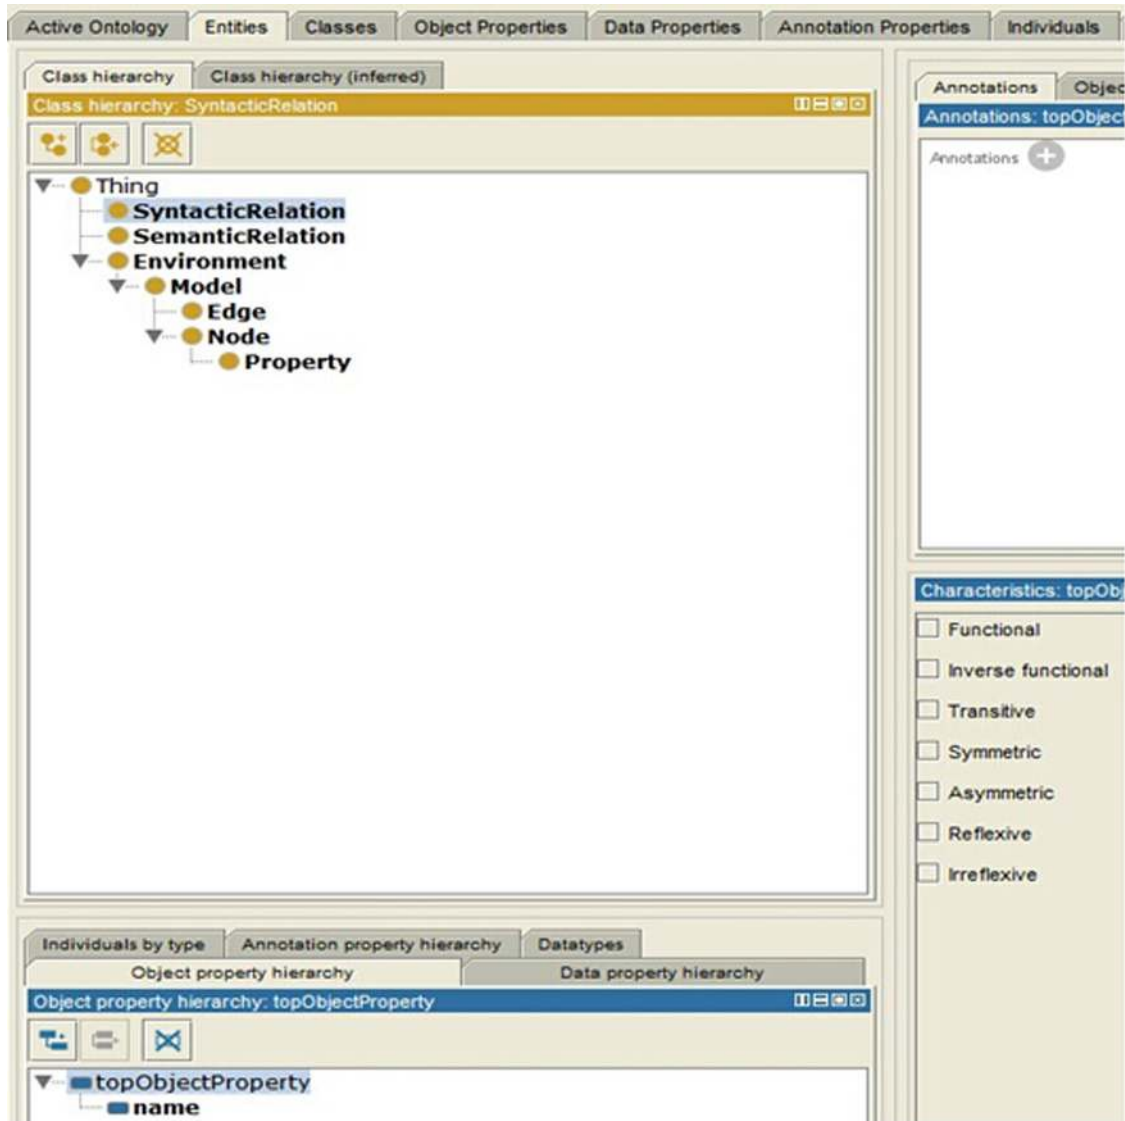 Active Ontology Entities Classes Object Properties Data Properties Annotation Properties Individuals
Class hierarchy Class hierarchy (inferred)
Class hierarchy: SyntacticRelation
Thing
SyntacticRelation
SemanticRelation
Environment
Model
Edge
Node
Property
Annotations Objec
Annotations: topObject
Annotations
Characteristics: topObj
Functional
Inverse functional
Transitive
Symmetric
Asymmetric
Reflexive
Irreflexive
Individuals by type Annotation property hierarchy Datatypes
Object property hierarchy Data property hierarchy
Object property hierarchy: topObjectProperty
topObjectProperty
name